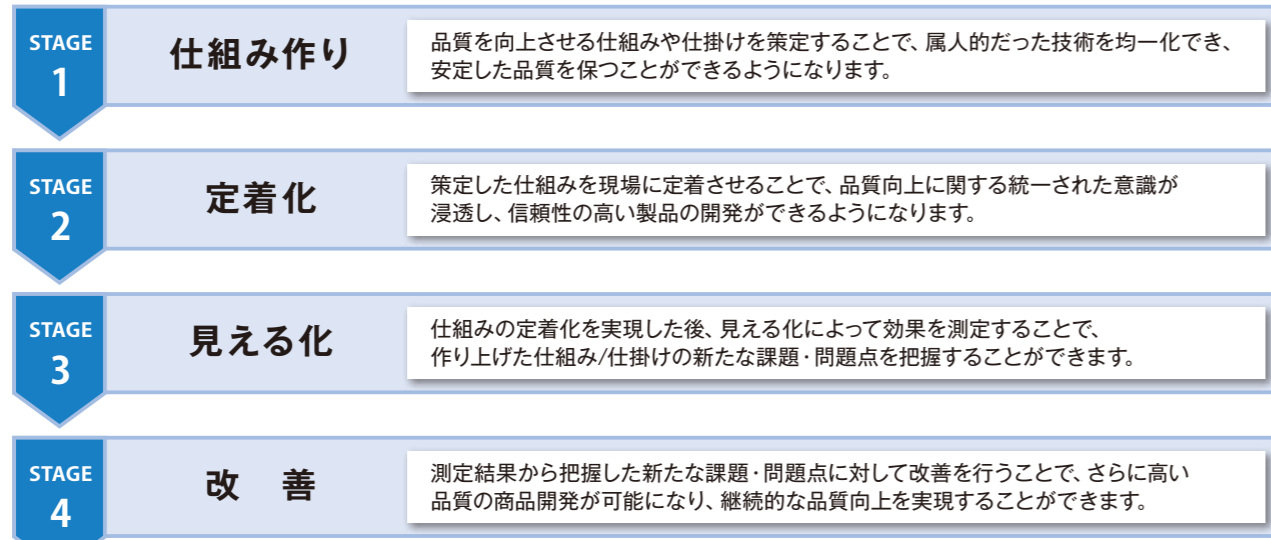 STAGE
1
仕組み作り
品質を向上させる仕組みや仕掛けを策定することで、属人的だった技術を均一化でき、
安定した品質を保つことができるようになります。
STAGE
2
定着化
策定した仕組みを現場に定着させることで、品質向上に関する統一された意識が
浸透し、信頼性の高い製品の開発ができるようになります。
STAGE
3
見える化
仕組みの定着化を実現した後、見える化によって効果を測定することで、
作り上げた仕組み/仕掛けの新たな課題・問題点を把握することができます。
STAGE
4
改　善
測定結果から把握した新たな課題・問題点に対して改善を行うことで、さらに高い
品質の商品開発が可能になり、継続的な品質向上を実現することができます。